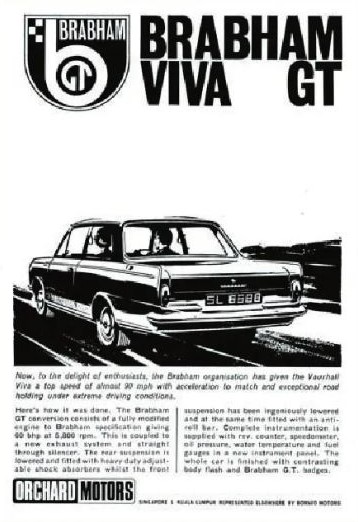 BRABHAM
GT
BRABHAM
VIVA GT
SL 6588
Now, to the delight of enthusiasts, the Brabham organisation has given the Vauxhall
Viva a top speed of almost 90 mph with acceleration to match and exceptional road
holding under extreme driving conditions.
Here's how it was done. The Brabham
GT conversion consists of a fully modified
engine to Brabham specification giving
60 bhp at 5,800 rpm. This is coupled to
a new exhaust system and straight
through silencer. The rear suspension is
lowered and fitted with heavy duty adjust-
able shock absorbers whilst the front
suspension has been ingeniously lowered
and at the same time fitted with an anti-
roll bar. Complete instrumentation is
supplied with rev. counter, speedometer,
oil pressure, water temperature and fuel
gauges in a new instrument panel. The
whole car is finished with contrasting
body flash and Brabham G.T. badges.
ORCHARD MOTORS
SINGAPORE & KUALA LUMPUR REPRESENTED ELSEWHERE BY BORNEO MOTORS